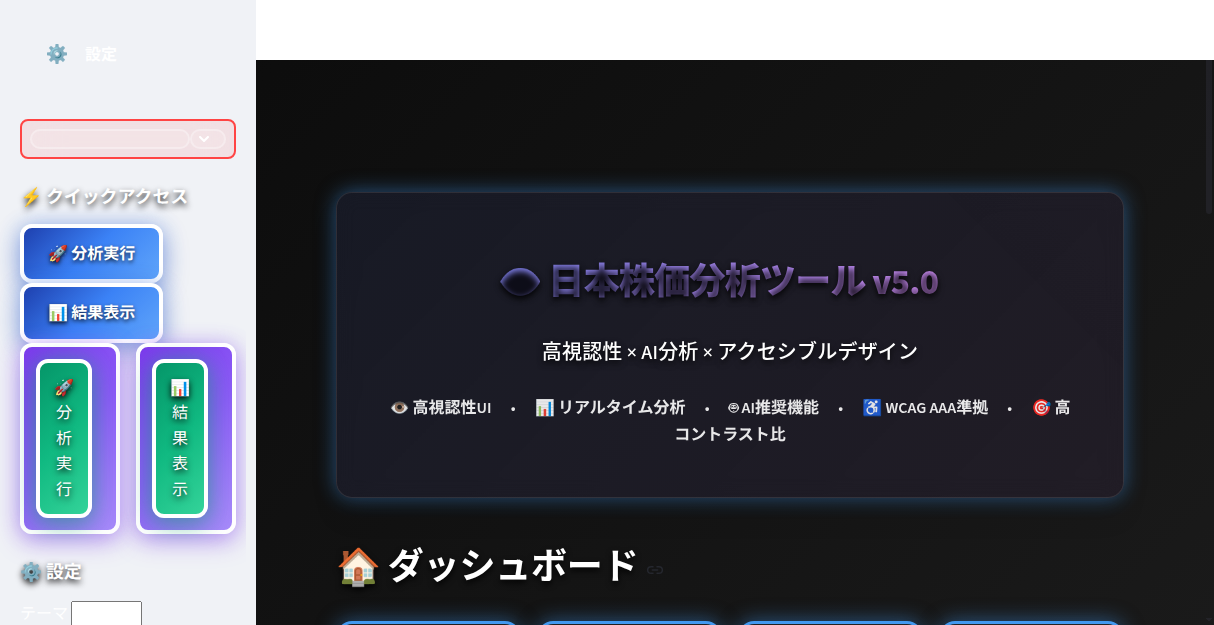 ⚙️ 設定
⚡ クイックアクセス
🚀 分析実行
📊 結果表示
🚀
分
析
実
行
📊
結
果
表
示
⚙️ 設定
テーマ
👁️ 日本株価分析ツール v5.0
高視認性 × AI分析 × アクセシブルデザイン
👁️ 高視認性UI • 📊 リアルタイム分析 • AI推奨機能 • ♿ WCAG AAA準拠 • 🎯 高
コントラスト比
🏠 ダッシュボード